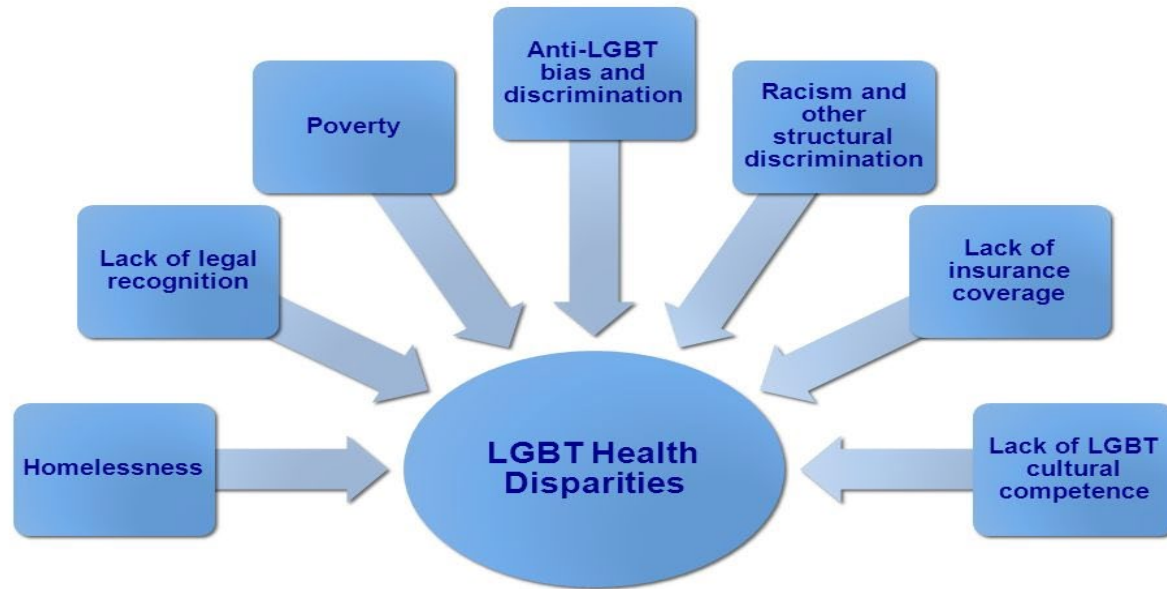 Anti-LGBT
bias and
discrimination
Poverty
Racism and
other
structural
discrimination
Lack of legal
recognition
Lack of
insurance
coverage
Homelessness
LGBT Health
Disparities
Lack of LGBT
cultural
competence